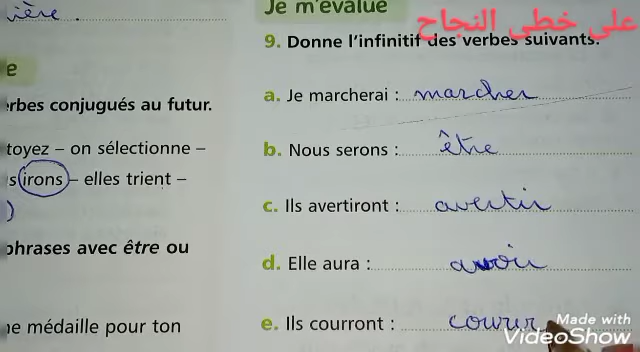 ière.
e
erbes conjugués au futur.
toyez – on sélectionne –
s irons – elles trient –
phrases avec être ou
ne médaille pour ton
Je m'évalue
على خطى النجاح
9. Donne l'infinitif des verbes suivants.
a. Je marcherai : marcher
b. Nous serons : être
c. Ils avertiront : avertir
d. Elle aura : avoir
e. Ils courront : courir
Made with
VideoShow